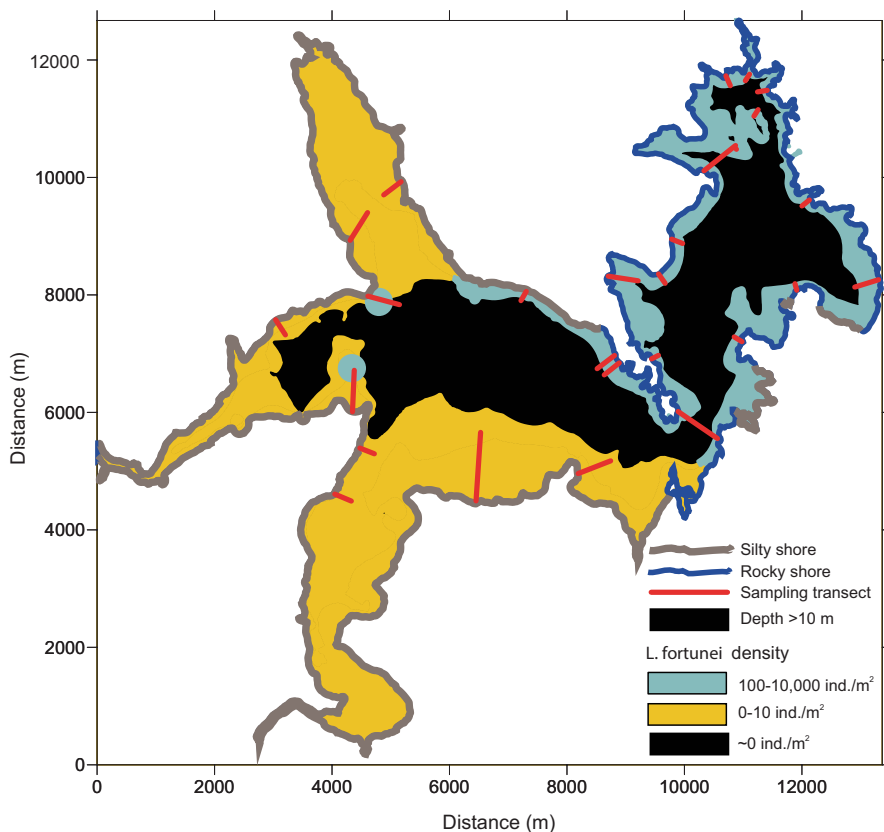 12000
10000
8000
6000
4000
2000
0
Distance (m)
0 2000 4000 6000 8000 10000 12000
Distance (m)
Silty shore
Rocky shore
Sampling transect
Depth >10 m
L. fortunei density
100-10,000 ind./m²
0-10 ind./m²
~0 ind./m²